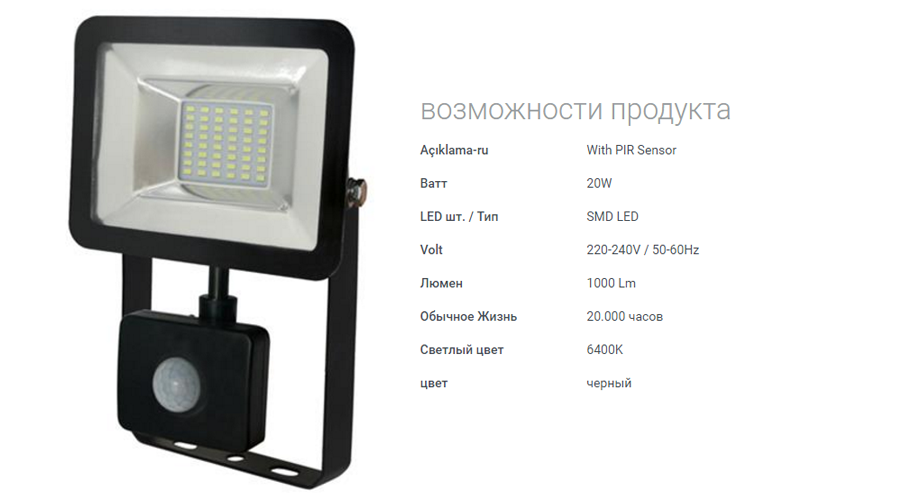 возможности продукта
Açıklama-ru With PIR Sensor
Ватт 20W
LED шт. / Тип SMD LED
Volt 220-240V / 50-60Hz
Люмен 1000 Lm
Обычное Жизнь 20.000 часов
Светлый цвет 6400K
цвет черный